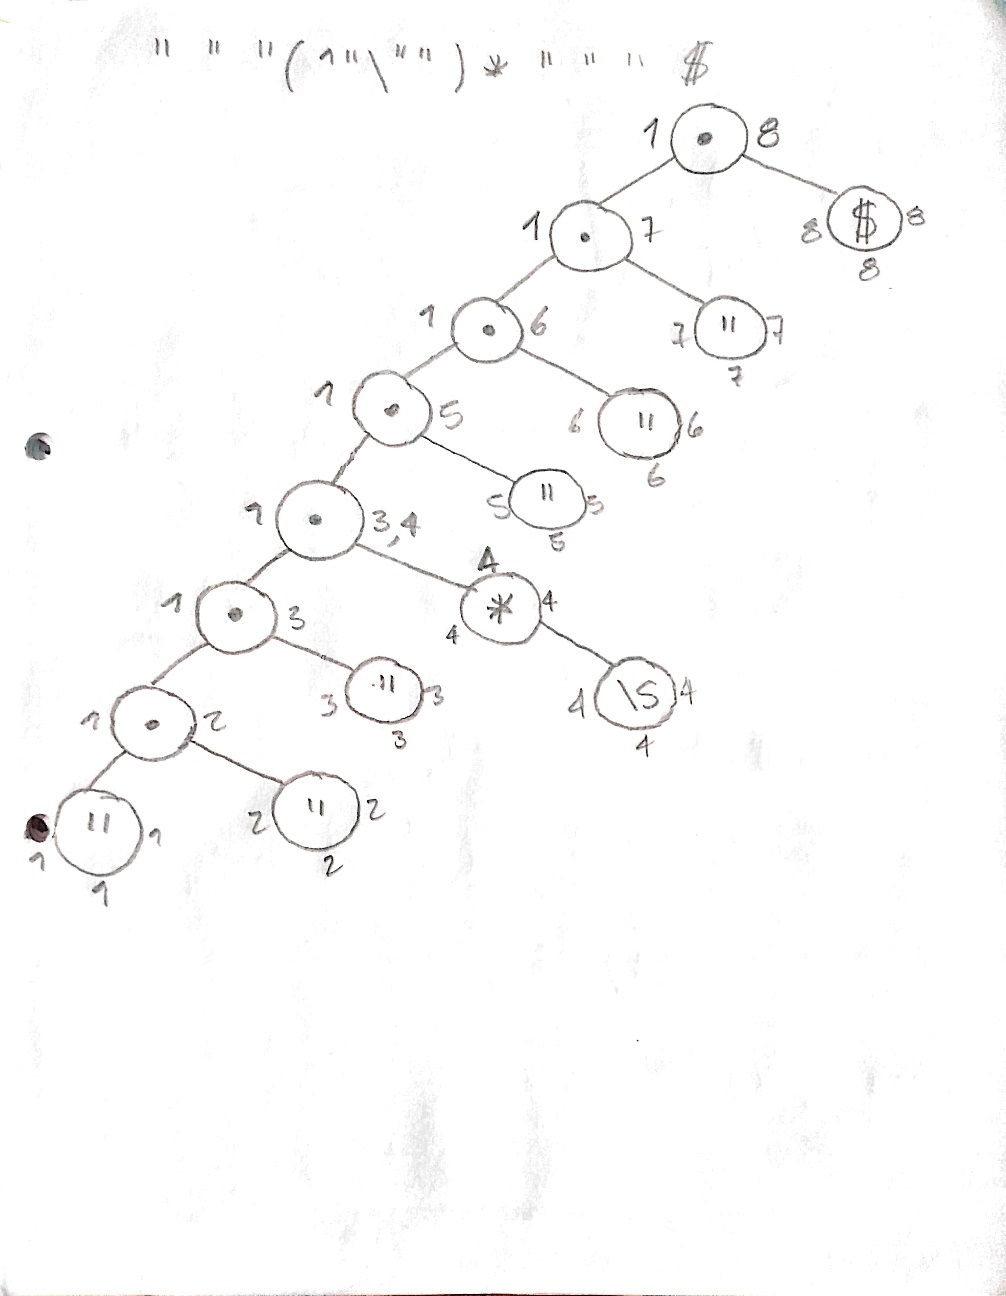 " " "(1"\"")* " " " $
1 • 8
1 • 7
8 $ 8
8
1 • 6
7 " 7
7
1 • 5
6 " 6
6
1 • 3,4
5 " 5
5
1 • 3
4
4 * 4
1 • 2
3 " 3
3
4 \S 4
4
1 " 1
1
2 " 2
2